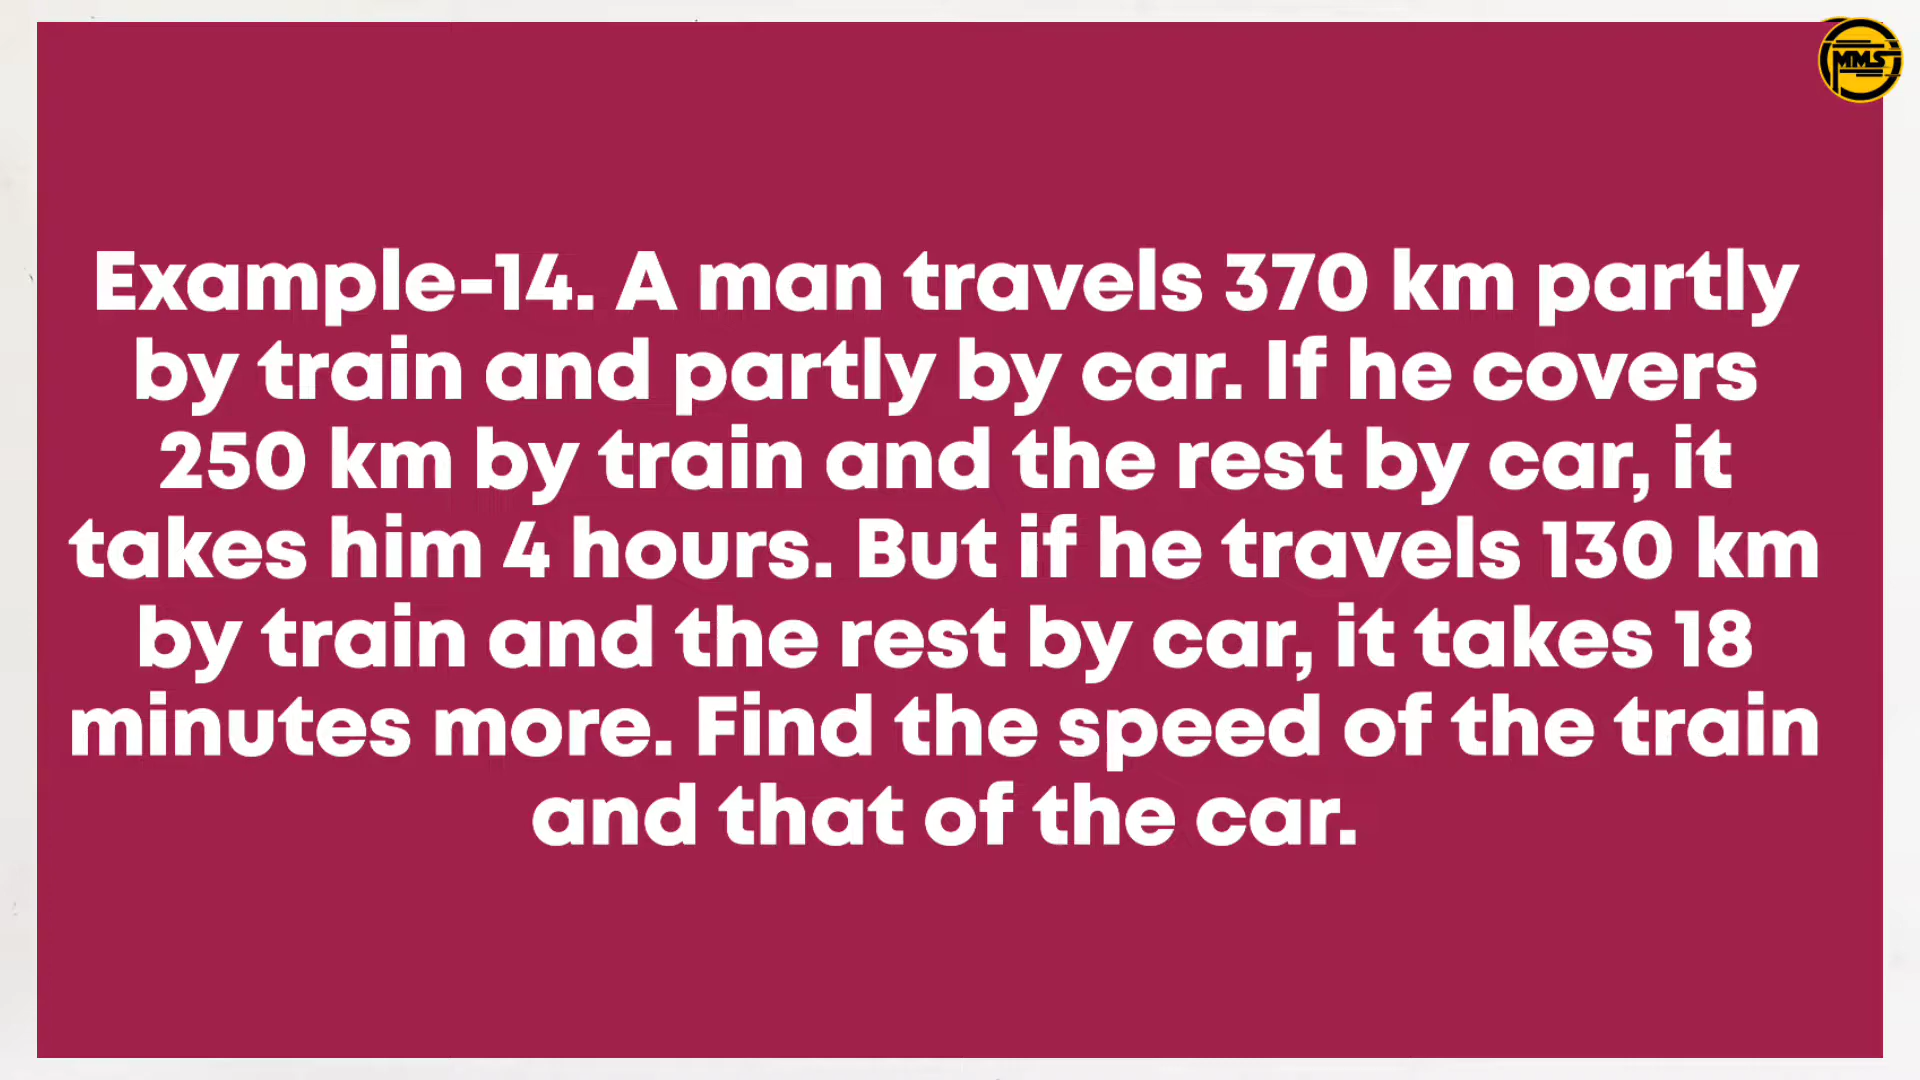 MMS
Example-14. A man travels 370 km partly
by train and partly by car. If he covers
250 km by train and the rest by car, it
takes him 4 hours. But if he travels 130 km
by train and the rest by car, it takes 18
minutes more. Find the speed of the train
and that of the car.